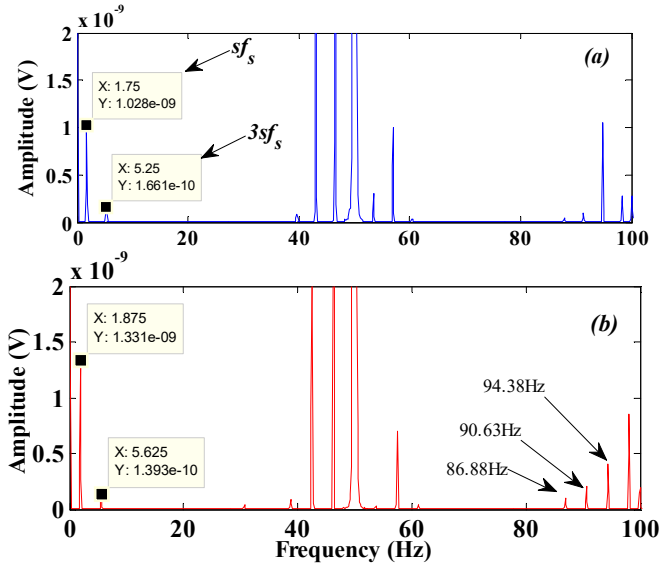 x 10^-9
2
1.5
1
0.5
0
Amplitude (V)
sf_s
(a)
X: 1.75
Y: 1.028e-09
3sf_s
X: 5.25
Y: 1.661e-10
0 20 40 60 80 100
x 10^-9
2
1.5
1
0.5
0
Amplitude (V)
(b)
X: 1.875
Y: 1.331e-09
94.38Hz
90.63Hz
86.88Hz
X: 5.625
Y: 1.393e-10
0 20 40 60 80 100
Frequency (Hz)